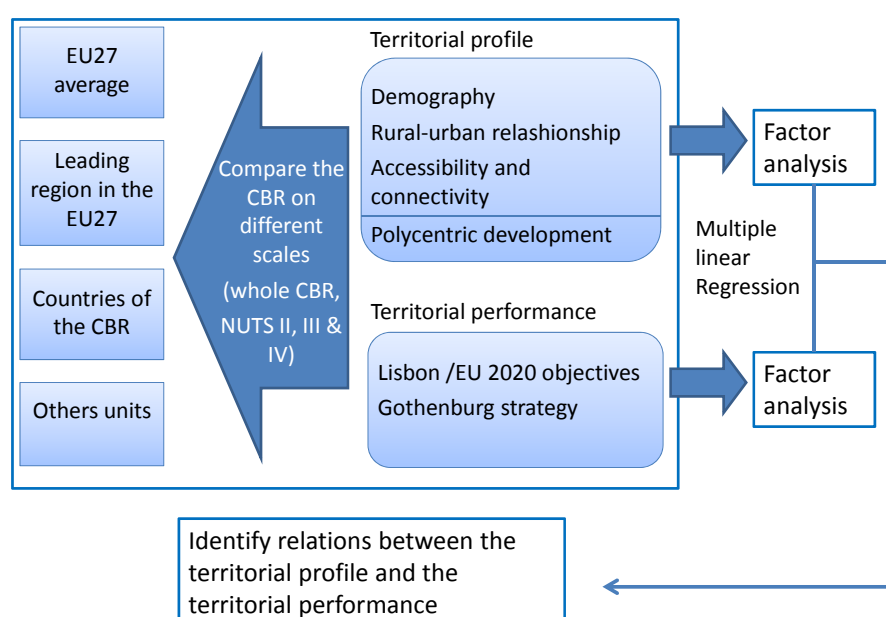 EU27
average
Leading
region in the
EU27
Countries of
the CBR
Others units
Compare the
CBR on
different
scales
(whole CBR,
NUTS II, III &
IV)
Territorial profile
Demography
Rural-urban relashionship
Accessibility and
connectivity
Polycentric development
Territorial performance
Lisbon /EU 2020 objectives
Gothenburg strategy
Factor
analysis
Multiple
linear
Regression
Factor
analysis
Identify relations between the
territorial profile and the
territorial performance